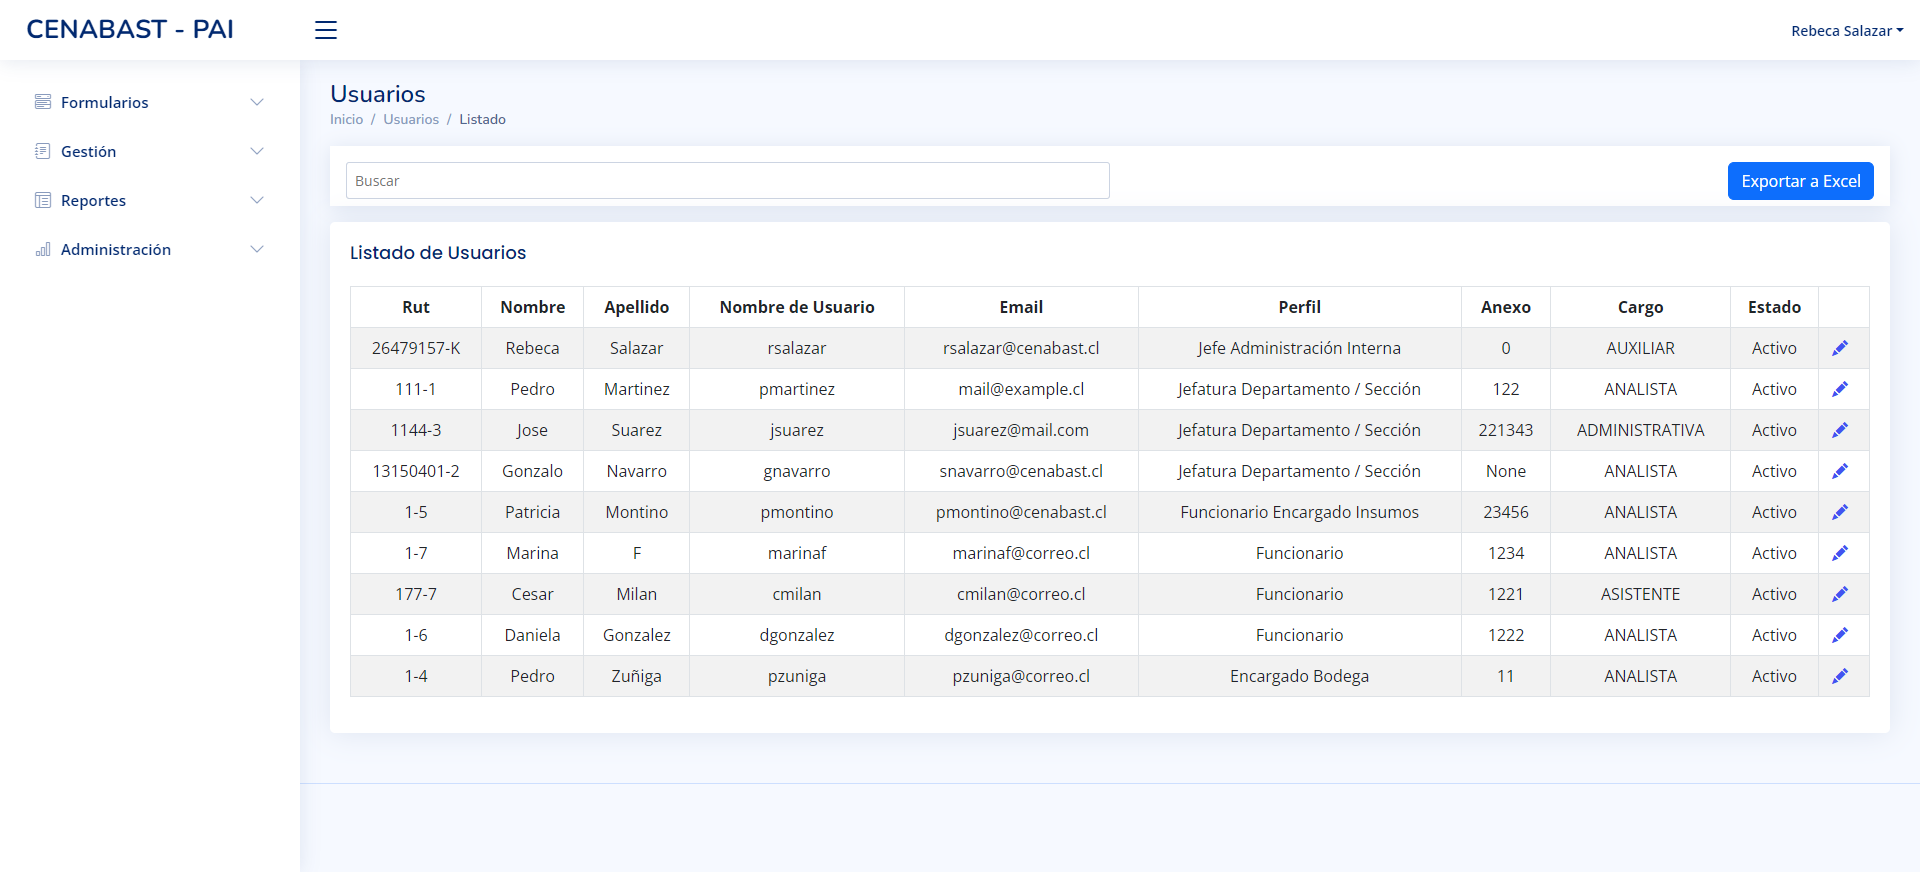 CENABAST - PAI
Rebeca Salazar
Formularios
Gestión
Reportes
Administración
Usuarios
Inicio / Usuarios / Listado
Buscar
Exportar a Excel
Listado de Usuarios
Rut Nombre Apellido Nombre de Usuario Email Perfil Anexo Cargo Estado
26479157-K Rebeca Salazar rsalazar rsalazar@cenabast.cl Jefe Administración Interna 0 AUXILIAR Activo
111-1 Pedro Martinez pmartinez mail@example.cl Jefatura Departamento / Sección 122 ANALISTA Activo
1144-3 Jose Suarez jsuarez jsuarez@mail.com Jefatura Departamento / Sección 221343 ADMINISTRATIVA Activo
13150401-2 Gonzalo Navarro gnavarro snavarro@cenabast.cl Jefatura Departamento / Sección None ANALISTA Activo
1-5 Patricia Montino pmontino pmontino@cenabast.cl Funcionario Encargado Insumos 23456 ANALISTA Activo
1-7 Marina F marinaf marinaf@correo.cl Funcionario 1234 ANALISTA Activo
177-7 Cesar Milan cmilan cmilan@correo.cl Funcionario 1221 ASISTENTE Activo
1-6 Daniela Gonzalez dgonzalez dgonzalez@correo.cl Funcionario 1222 ANALISTA Activo
1-4 Pedro Zuñiga pzuniga pzuniga@correo.cl Encargado Bodega 11 ANALISTA Activo